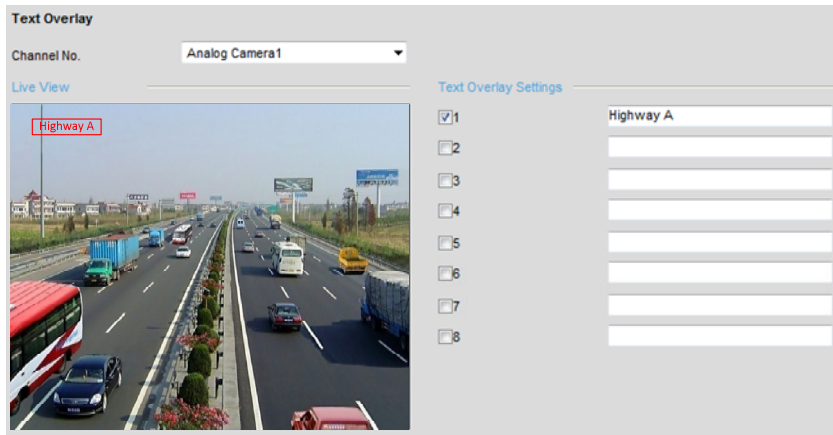 Text Overlay
Channel No.
Analog Camera1
Live View
Text Overlay Settings
Highway A
1
Highway A
2
3
4
5
6
7
8